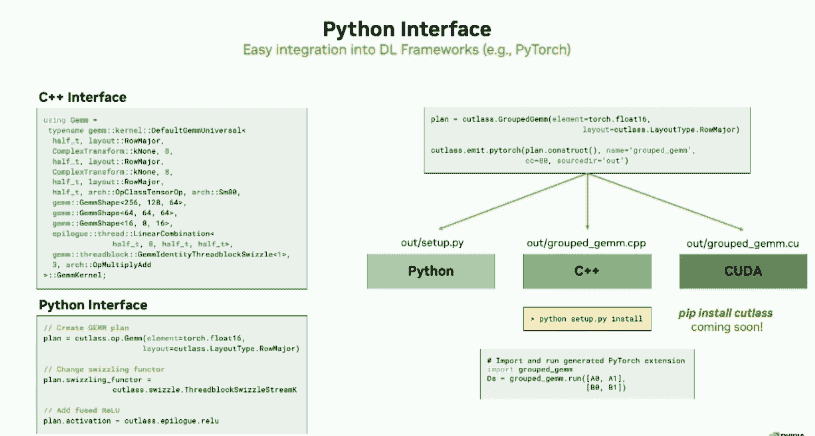 Python Interface
Easy integration into DL Frameworks (e.g., PyTorch)
C++ Interface
using Gemm =
typename gemm::kernel::DefaultGemmUniversal<
half_t, layout::RowMajor,
ComplexTransform::kNone, 8,
half_t, layout::RowMajor,
ComplexTransform::kNone, 8,
half_t, layout::RowMajor,
half_t, arch::OpClassTensorOp, arch::Sm80,
gemm::GemmShape<256, 128, 64>,
gemm::GemmShape<64, 64, 64>,
gemm::GemmShape<16, 8, 16>,
epilogue::thread::LinearCombination<
half_t, 8, half_t, half_t>,
gemm::threadblock::GemmIdentityThreadblockSwizzle<1>,
3, arch::OpMultiplyAdd
>::GemmKernel;
Python Interface
// Create GEMM plan
plan = cutlass.op.Gemm(element=torch.float16,
layout=cutlass.LayoutType.RowMajor)
// Change swizzling functor
plan.swizzling_functor =
cutlass.swizzle.ThreadblockSwizzleStreamK
// Add fused ReLU
plan.activation = cutlass.epilogue.relu
plan = cutlass.GroupedGemm(element=torch.float16,
layout=cutlass.LayoutType.RowMajor)
cutlass.emit.pytorch(plan.construct(), name='grouped_gemm',
cc=80, sourcedir='out')
out/setup.py
Python
out/grouped_gemm.cpp
C++
out/grouped_gemm.cu
CUDA
> python setup.py install
pip install cutlass
coming soon!
# Import and run generated PyTorch extension
import grouped_gemm
Ds = grouped_gemm.run([A0, A1],
[B0, B1])
NVIDIA